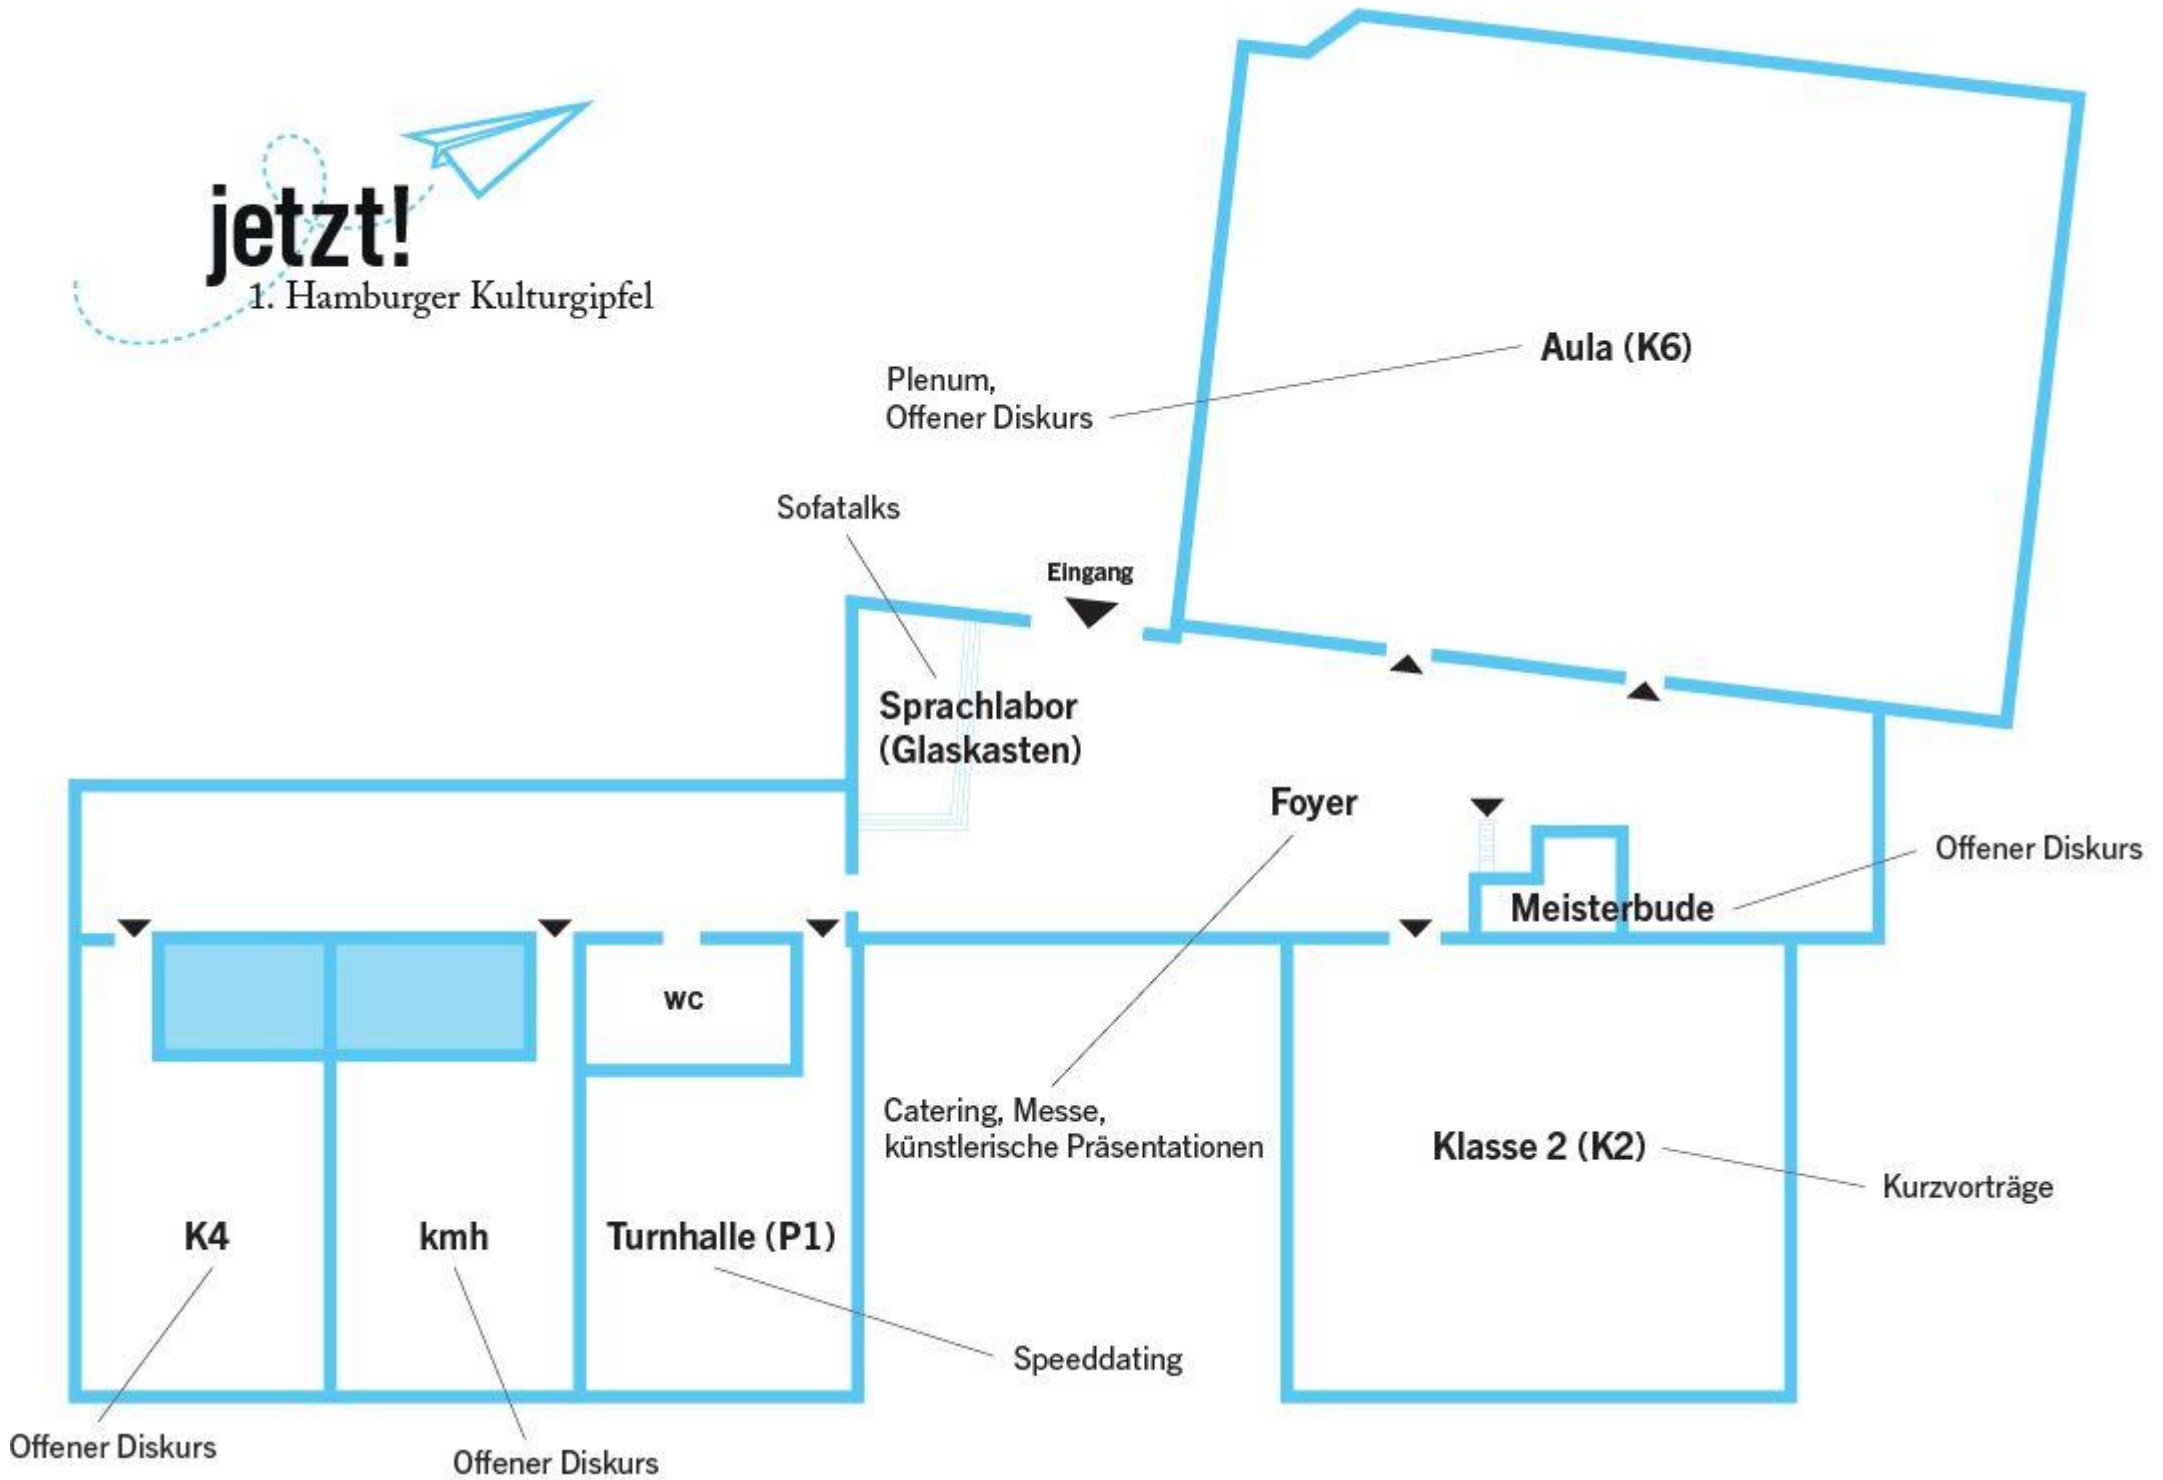 jetzt!
1. Hamburger Kulturgipfel
Aula (K6)
Plenum,
Offener Diskurs
Sofatalks
Eingang
Sprachlabor
(Glaskasten)
Foyer
Offener Diskurs
Meisterbude
wc
Catering, Messe,
künstlerische Präsentationen
Klasse 2 (K2)
Kurzvorträge
K4
kmh
Turnhalle (P1)
Speeddating
Offener Diskurs
Offener Diskurs